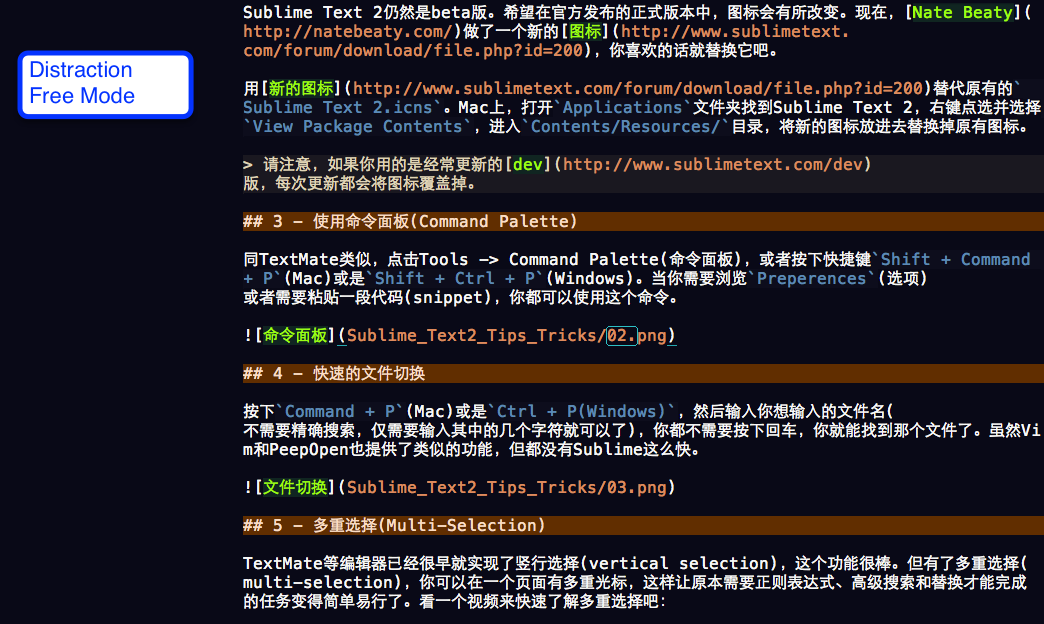 Distraction
Free Mode
Sublime Text 2仍然是beta版。希望在官方发布的正式版本中，图标会有所改变。现在，[Nate Beaty](
http://natebeaty.com/)做了一个新的[图标](http://www.sublimetext.
com/forum/download/file.php?id=200)，你喜欢的话就替换它吧。
用[新的图标](http://www.sublimetext.com/forum/download/file.php?id=200)替代原有的`
Sublime Text 2.icns`。Mac上，打开`Applications`文件夹找到Sublime Text 2，右键点选并选择
`View Package Contents`，进入`Contents/Resources/`目录，将新的图标放进去替换掉原有图标。
> 请注意，如果你用的是经常更新的[dev](http://www.sublimetext.com/dev)
版，每次更新都会将图标覆盖掉。
## 3 - 使用命令面板(Command Palette)
同TextMate类似，点击Tools -> Command Palette(命令面板)，或者按下快捷键`Shift + Command
+ P`(Mac)或是`Shift + Ctrl + P`(Windows)。当你需要浏览`Preperences`(选项)
或者需要粘贴一段代码(snippet)，你都可以使用这个命令。
![命令面板](Sublime_Text2_Tips_Tricks/02.png)
## 4 - 快速的文件切换
按下`Command + P`(Mac)或是`Ctrl + P(Windows)`，然后输入你想输入的文件名(
不需要精确搜索，仅需要输入其中的几个字符就可以了)，你都不需要按下回车，你就能找到那个文件了。虽然Vi
m和PeepOpen也提供了类似的功能，但都没有Sublime这么快。
![文件切换](Sublime_Text2_Tips_Tricks/03.png)
## 5 - 多重选择(Multi-Selection)
TextMate等编辑器已经很早就实现了竖行选择(vertical selection)，这个功能很棒。但有了多重选择(
multi-selection)，你可以在一个页面有多重光标，这样让原本需要正则表达式、高级搜索和替换才能完成
的任务变得简单易行了。看一个视频来快速了解多重选择吧：